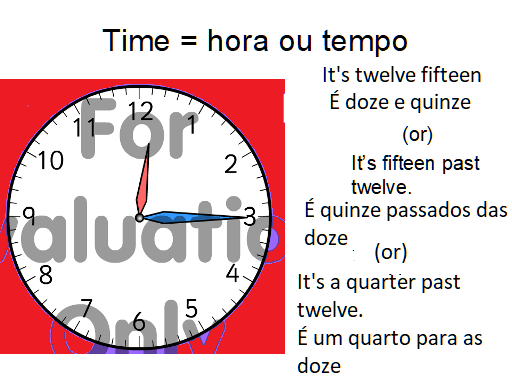 Time = hora ou tempo
It's twelve fifteen
É doze e quinze
(or)
It's fifteen past
twelve.
É quinze passados das
doze
(or)
It's a quarter past
twelve.
É um quarto para as
doze
12
1
2
3
4
5
6
7
8
9
10
11
For
valuatio
Only